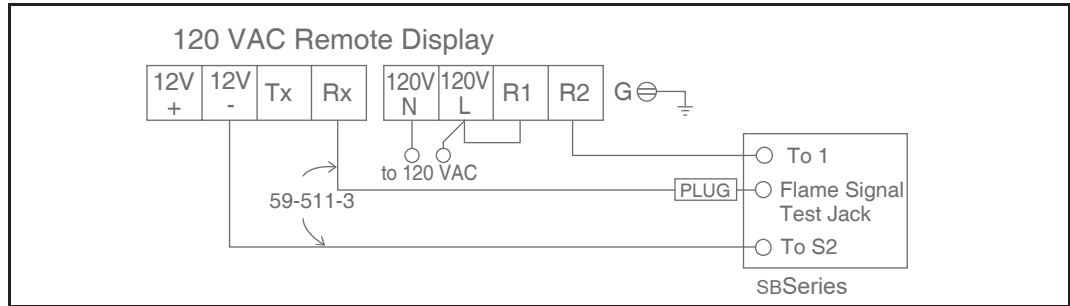 120 VAC Remote Display
12V
+
12V
-
Tx
Rx
120V
N
120V
L
R1
R2
G
to 120 VAC
59-511-3
PLUG
To 1
Flame Signal
Test Jack
To S2
SBSeries